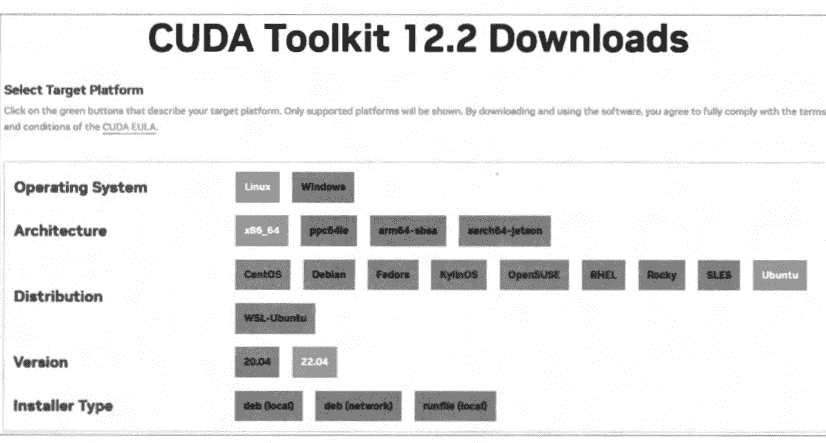 CUDA Toolkit 12.2 Downloads
Select Target Platform
Click on the green buttons that describe your target platform. Only supported platforms will be shown. By downloading and using the software, you agree to fully comply with the terms
and conditions of the CUDA EULA.
Operating System Linux Windows
Architecture x86_64 ppc64le arm64-sbsa aarch64-jetson
Distribution CentOS Debian Fedora KylinOS OpenSUSE RHEL Rocky SLES Ubuntu
WSL-Ubuntu
Version 20.04 22.04
Installer Type deb (local) deb (network) runfile (local)